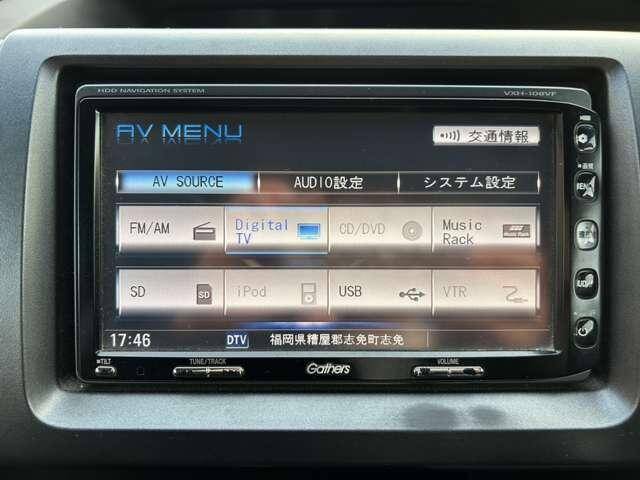 HDD NAVIGATION SYSTEM
VXH-108VF
AV MENU
交通情報
AV SOURCE
AUDIO設定
システム設定
FM/AM
Digital TV
CD/DVD
Music Rack
SD
iPod
USB
VTR
17:46
DTV
福岡県糟屋郡志免町志免
TILT
TUNE/TRACK
Gathers
VOLUME